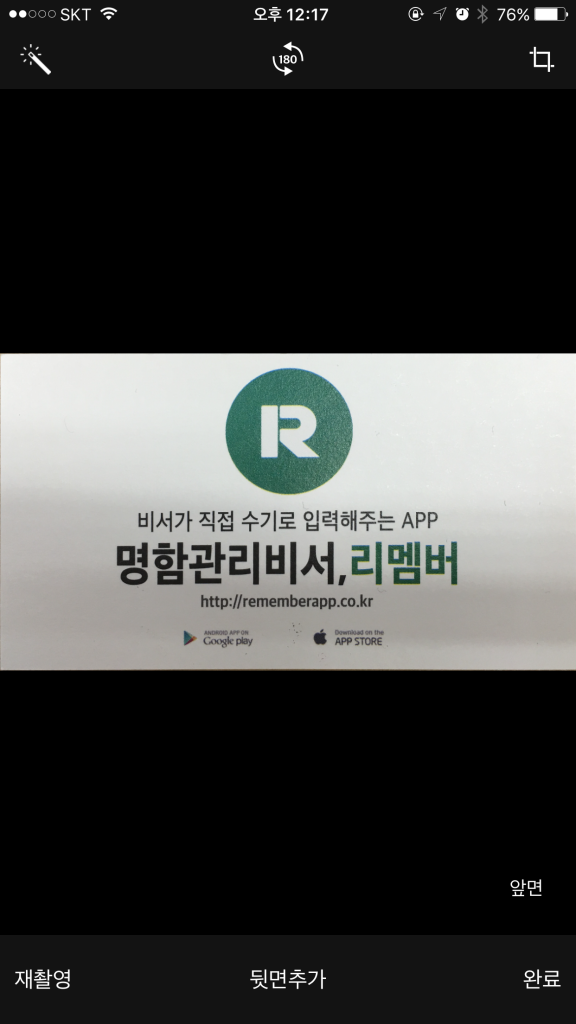 SKT 오후 12:17 76%
180
R
비서가 직접 수기로 입력해주는 APP
명함관리비서,리멤버
http://rememberapp.co.kr
ANDROID APP ON Download on the
Google play APP STORE
앞면
재촬영 뒷면추가 완료